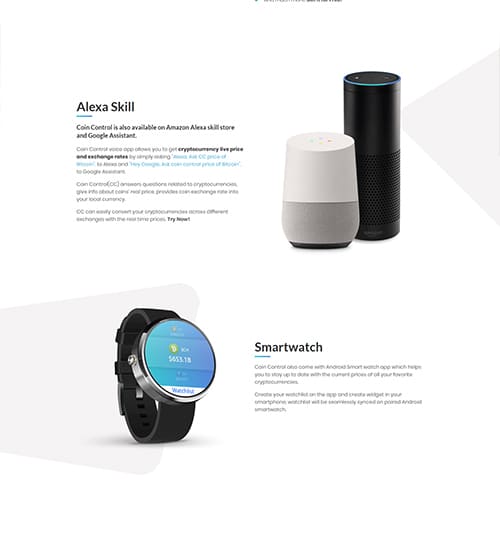 Alexa Skill
Coin Control is also available on Amazon Alexa skill store
and Google Assistant.
Coin Control voice app allows you to get cryptocurrency live price
and exchange rates by simply asking "Alexa, Ask CC price of
Bitcoin", to Alexa and "Hey Google, Ask coin control price of Bitcoin",
to Google Assistant.
Coin Control(CC) answers questions related to cryptocurrencies,
give info about coins' real price, provides coin exchange rate into
your local currency.
CC can easily convert your cryptocurrencies across different
exchanges with the real time prices. Try Now!
amazon
BCH
$653.18
Watchlist
Smartwatch
Coin Control also come with Android Smart watch app which helps
you to stay up to date with the current prices of all your favorite
cryptocurrencies.
Create your watchlist on the app and create widget in your
smartphone; watchlist will be seamlessly synced on paired Android
smartwatch.